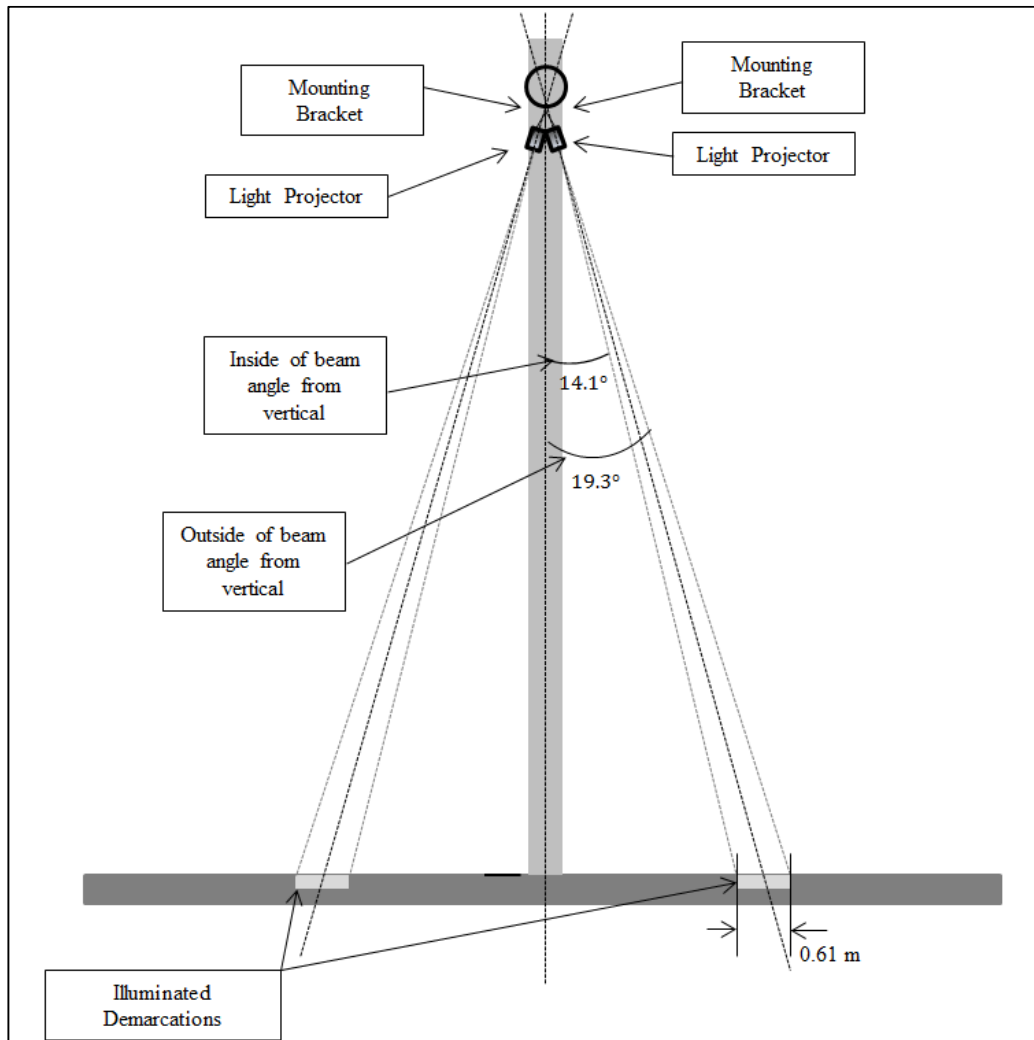 Mounting
Bracket
Mounting
Bracket
Light Projector
Light Projector
Inside of beam
angle from
vertical
14.1°
19.3°
Outside of beam
angle from
vertical
0.61 m
Illuminated
Demarcations